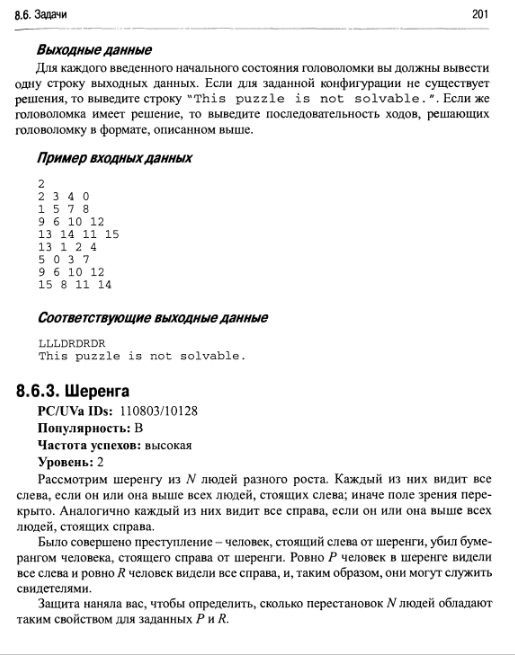 8.6. Задачи 201
Выходные данные
Для каждого введенного начального состояния головоломки вы должны вывести
одну строку выходных данных. Если для заданной конфигурации не существует
решения, то выведите строку "This puzzle is not solvable.". Если же
головоломка имеет решение, то выведите последовательность ходов, решающих
головоломку в формате, описанном выше.
Пример входных данных
2
2 3 4 0
1 5 7 8
9 6 10 12
13 14 11 15
13 1 2 4
5 0 3 7
9 6 10 12
15 8 11 14
Соответствующие выходные данные
LLLDRDRDR
This puzzle is not solvable.
8.6.3. Шеренга
PC/UVa IDs: 110803/10128
Популярность: B
Частота успехов: высокая
Уровень: 2
Рассмотрим шеренгу из N людей разного роста. Каждый из них видит все
слева, если он или она выше всех людей, стоящих слева; иначе поле зрения пере-
крыто. Аналогично каждый из них видит все справа, если он или она выше всех
людей, стоящих справа.
Было совершено преступление – человек, стоящий слева от шеренги, убил буме-
рангом человека, стоящего справа от шеренги. Ровно P человек в шеренге видели
все слева и ровно R человек видели все справа, и, таким образом, они могут служить
свидетелями.
Защита наняла вас, чтобы определить, сколько перестановок N людей обладают
таким свойством для заданных P и R.